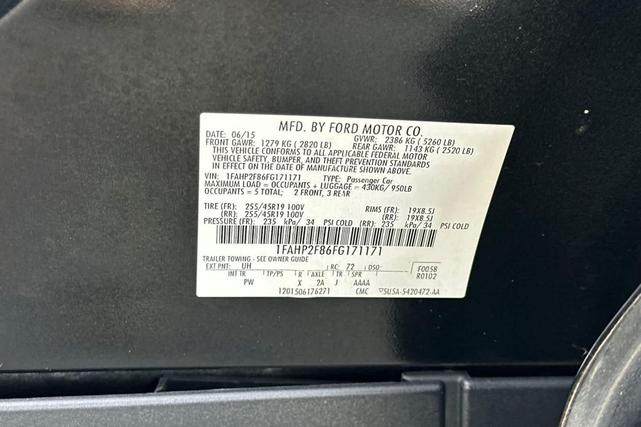 MFD. BY FORD MOTOR CO.
DATE: 06/15 GVWR: 2386 KG ( 5260 LB)
FRONT GAWR: 1279 KG ( 2820 LB) REAR GAWR: 1143 KG ( 2520 LB)
THIS VEHICLE CONFORMS TO ALL APPLICABLE FEDERAL MOTOR
VEHICLE SAFETY, BUMPER, AND THEFT PREVENTION STANDARDS
IN EFFECT ON THE DATE OF MANUFACTURE SHOWN ABOVE.
VIN: 1FAHP2F86FG171171 TYPE: Passenger Car
MAXIMUM LOAD = OCCUPANTS + LUGGAGE = 430KG/ 950LB
OCCUPANTS = 5 TOTAL; 2 FRONT, 3 REAR
TIRE (FR): 255/45R19 100V RIMS (FR): 19X8.5J
(RR): 255/45R19 100V (RR): 19X8.5J
PRESSURE (FR): 235 kPa/ 34 PSI COLD (RR): 235 kPa/ 34 PSI COLD
1FAHP2F86FG171171
TRAILER TOWING - SEE OWNER GUIDE
EXT PNT: UH RC: 72 DSO: F0058
R0102
INT TR TP/PS R AXLE TR SPR
PW X 2A J AAAA
1201506176271 CMC 5U5A-5420472-AA